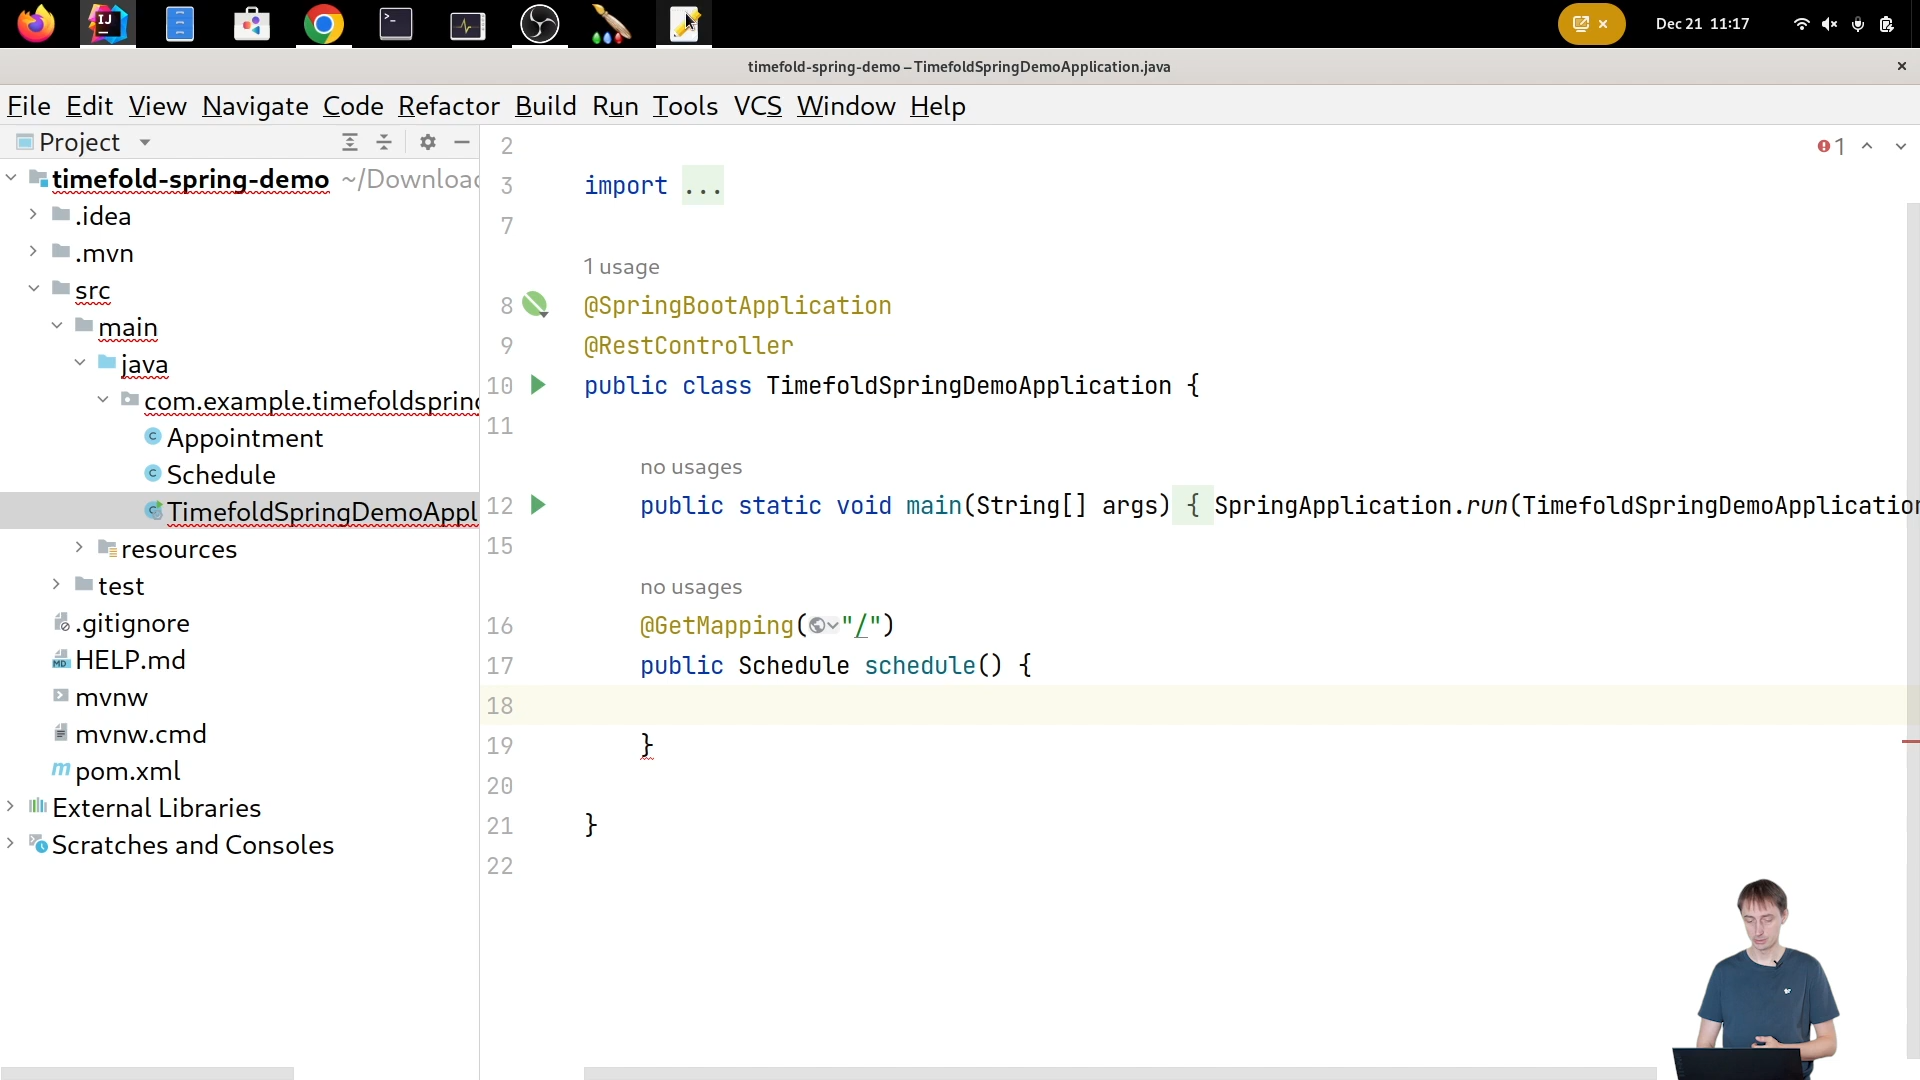 Dec 21 11:17
timefold-spring-demo – TimefoldSpringDemoApplication.java
File Edit View Navigate Code Refactor Build Run Tools VCS Window Help
Project
timefold-spring-demo ~/Downloac
.idea
.mvn
src
main
java
com.example.timefoldspring
Appointment
Schedule
TimefoldSpringDemoAppl
resources
test
.gitignore
HELP.md
mvnw
mvnw.cmd
pom.xml
External Libraries
Scratches and Consoles
1
2
3 import ...
7
1 usage
8 @SpringBootApplication
9 @RestController
10 public class TimefoldSpringDemoApplication {
11
no usages
12 public static void main(String[] args) { SpringApplication.run(TimefoldSpringDemoApplication
15
no usages
16 @GetMapping("/")
17 public Schedule schedule() {
18
19 }
20
21 }
22